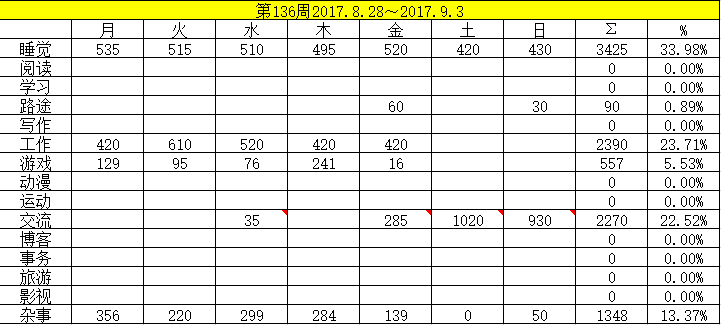 第136周2017.8.28～2017.9.3
月 火 水 木 金 土 日 Σ %
睡觉 535 515 510 495 520 420 430 3425 33.98%
阅读 0 0.00%
学习 0 0.00%
路途 60 30 90 0.89%
写作 0 0.00%
工作 420 610 520 420 420 2390 23.71%
游戏 129 95 76 241 16 557 5.53%
动漫 0 0.00%
运动 0 0.00%
交流 35 285 1020 930 2270 22.52%
博客 0 0.00%
事务 0 0.00%
旅游 0 0.00%
影视 0 0.00%
杂事 356 220 299 284 139 0 50 1348 13.37%